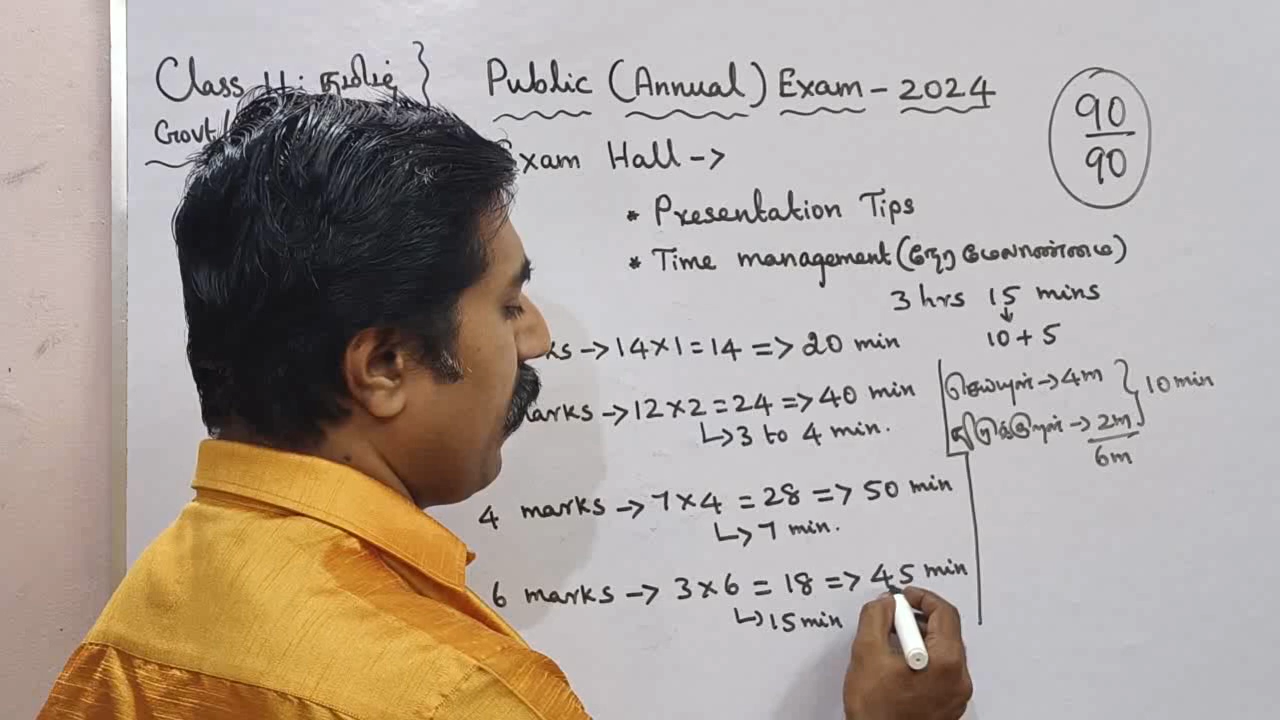 Class 11: தமிழ் }
Govt
Public (Annual) Exam - 2024
90
90
Exam Hall ->
* Presentation Tips
* Time management (நேர மேலாண்மை)
3 hrs 15 mins
10 + 5
-> 14 x 1 = 14 => 20 min
marks -> 12 x 2 = 24 => 40 min
↳ 3 to 4 min.
செய்யுள் -> 4m } 10 min
திருக்குறள் -> 2m
6m
4 marks -> 7 x 4 = 28 => 50 min
↳ 7 min.
6 marks -> 3 x 6 = 18 => 45 min
↳ 15 min